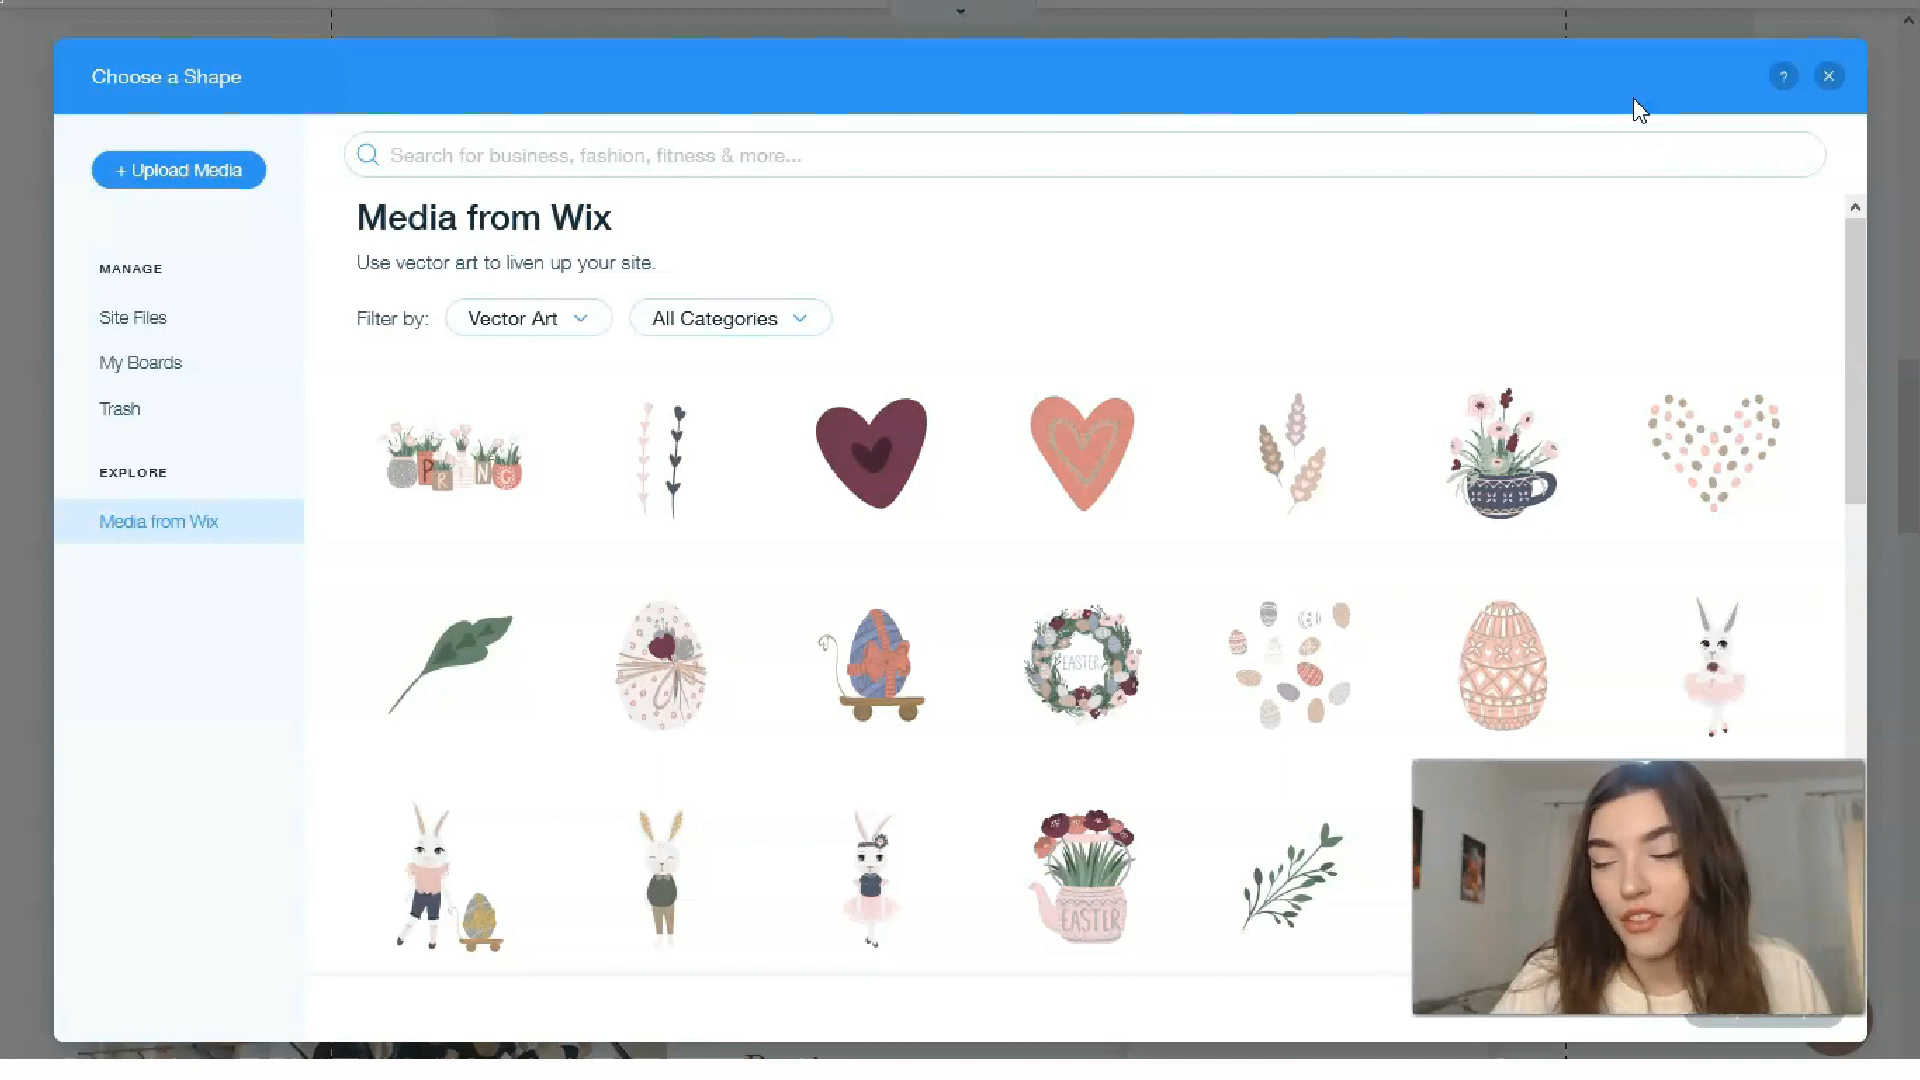 Choose a Shape
?
+ Upload Media
Search for business, fashion, fitness & more...
Media from Wix
Use vector art to liven up your site.
MANAGE
Site Files
My Boards
Trash
EXPLORE
Media from Wix
Filter by:
Vector Art
All Categories
P R N G
EASTER
EASTER